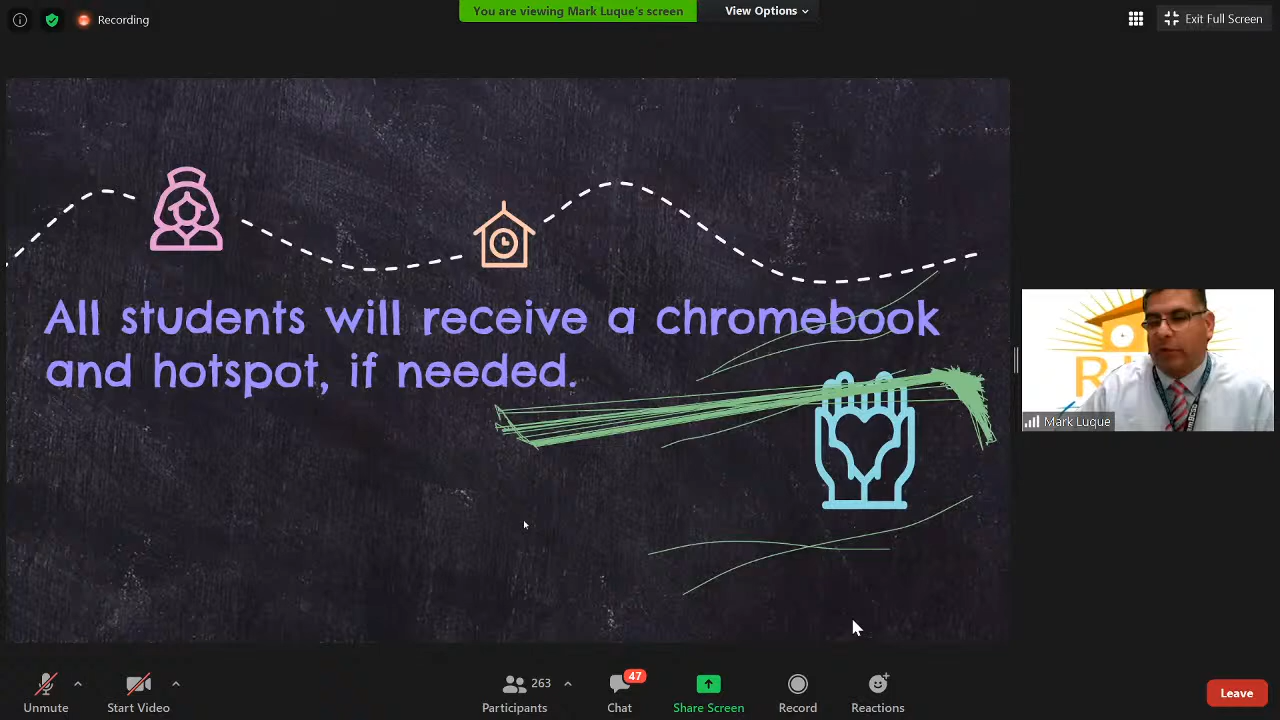 Recording
You are viewing Mark Luque's screen
View Options
Exit Full Screen
All students will receive a chromebook
and hotspot, if needed.
Mark Luque
Unmute
Start Video
263
Participants
47
Chat
Share Screen
Record
Reactions
Leave